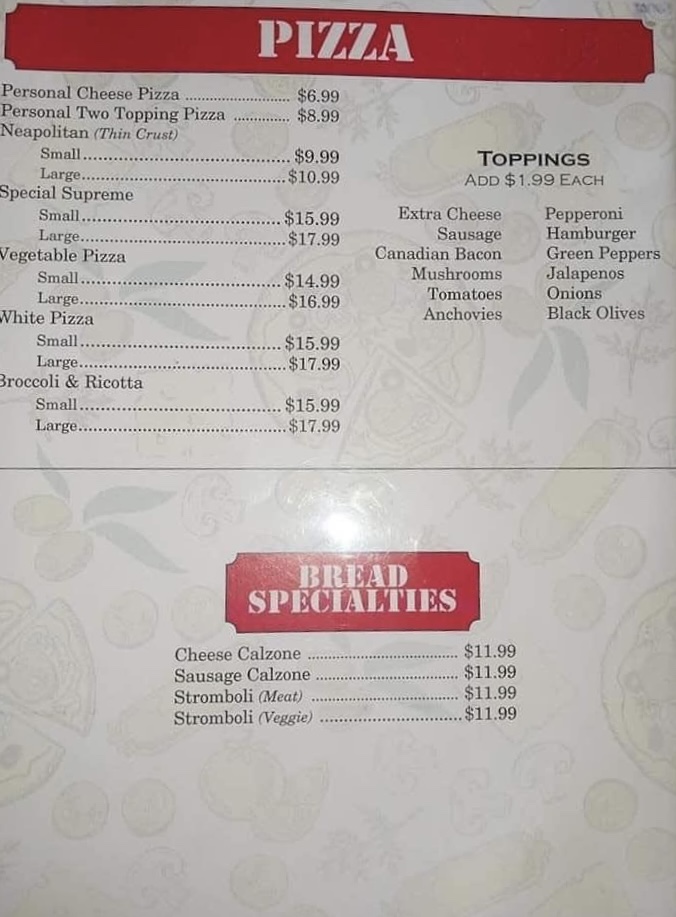 PIZZA
Personal Cheese Pizza ............................ $6.99
Personal Two Topping Pizza ............... $8.99
Neapolitan (Thin Crust)
Small...................................... $9.99
Large...................................... $10.99
Special Supreme
Small...................................... $15.99
Large...................................... $17.99
Vegetable Pizza
Small...................................... $14.99
Large...................................... $16.99
White Pizza
Small...................................... $15.99
Large...................................... $17.99
Broccoli & Ricotta
Small...................................... $15.99
Large...................................... $17.99
TOPPINGS
ADD $1.99 EACH
Extra Cheese Pepperoni
Sausage Hamburger
Canadian Bacon Green Peppers
Mushrooms Jalapenos
Tomatoes Onions
Anchovies Black Olives
BREAD
SPECIALTIES
Cheese Calzone .................................. $11.99
Sausage Calzone ................................ $11.99
Stromboli (Meat) ................................. $11.99
Stromboli (Veggie) ............................... $11.99